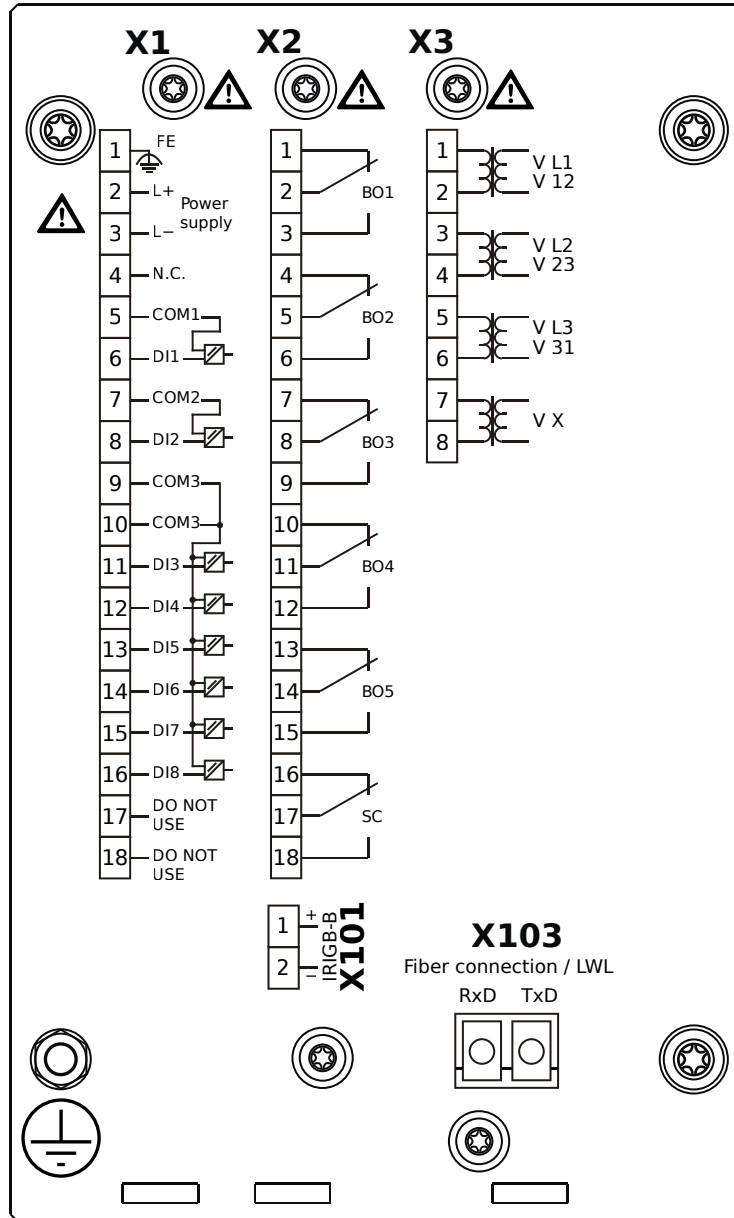 X1
X2
X3
1
FE
2
L+
Power
supply
3
L−
4
N.C.
5
COM1
6
DI1
7
COM2
8
DI2
9
COM3
10
COM3
11
DI3
12
DI4
13
DI5
14
DI6
15
DI7
16
DI8
17
DO NOT
USE
18
DO NOT
USE
1
2
BO1
3
4
5
BO2
6
7
8
BO3
9
10
11
BO4
12
13
14
BO5
15
16
17
SC
18
1
V L1
2
V 12
3
V L2
4
V 23
5
V L3
6
V 31
7
V X
8
1
+
2
−
IRIGB-B
X101
X103
Fiber connection / LWL
RxD TxD